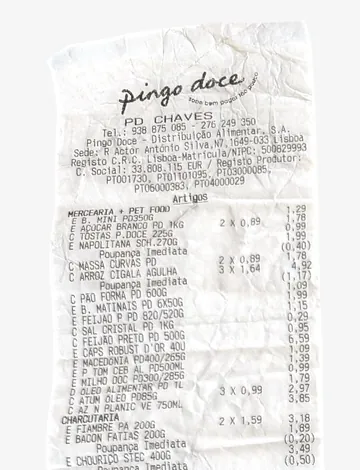 pingo doce
sabe bem pagar tão pouco
PD CHAVES
Tel.: 938 875 085 - 276 249 350
Pingo Doce - Distribuição Alimentar, S.A.
Sede: R Actor António Silva,N7,1649-033 Lisboa
Registo C.R.C. Lisboa-Matrícula/NIPC: 500829993
C. Social: 33.808.115 EUR / Registo Produtor:
PT001730, PT01101095, PT03000085,
PT06000383, PT04000029
Artigos
MERCEARIA + PET FOOD
E B. MINI PD350G 1,29
E AÇUCAR BRANCO PD 1KG 2 X 0,89 1,78
C TOSTAS P.DOCE 225G 1,99
E NAPOLITANA SCH.270G 1,99
Poupança Imediata (0,40)
C MASSA CURVAS PD 2 X 0,89 1,78
C ARROZ CIGALA AGULHA 3 X 1,64 4,92
Poupança Imediata (1,17)
C PÃO FORMA PD 600G 1,09
E B. MATINAIS PD 6X50G 1,99
E FEIJÃO P PD 820/520G 1,15
C SAL CRISTAL PD 1KG 0,29
C FEIJÃO PRETO PD 500G 0,95
E CAPS ROBUST D'OR 40U 6,59
E MACEDONIA PD400/265G 1,09
E P TOM CEB AL PD500ML 1,39
E MILHO DOC PD300/285G 0,99
D OLEO ALIMENTAR PD 1L 1,79
C ATUM OLEO PD85G 3 X 0,99 2,97
C AZ N PLANIC VE 750ML 3,85
CHARCUTARIA
E FIAMBRE PA 200G 2 X 1,59 3,18
E BACON FATIAS 200G 1,89
Poupança Imediata (0,20)
E CHOURIÇO STEC 400G 3,49
Poupança Imediata (0,50)